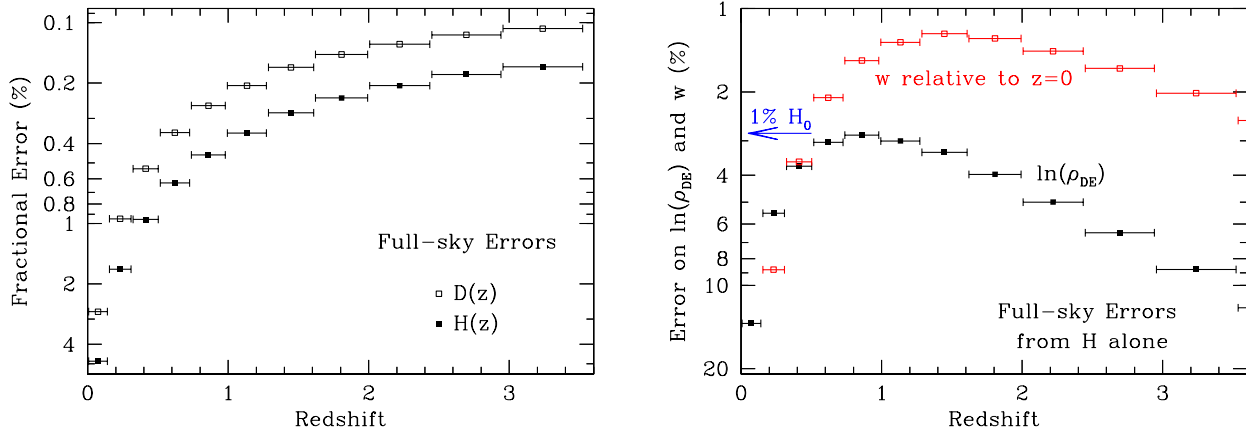 0.1
0.2
0.4
0.6
0.8
1
2
4
Fractional Error (%)
Full-sky Errors
D(z)
H(z)
0 1 2 3
Redshift
1
2
4
6
8
10
20
Error on ln(ρDE) and w (%)
w relative to z=0
1% H0
ln(ρDE)
Full-sky Errors
from H alone
0 1 2 3
Redshift